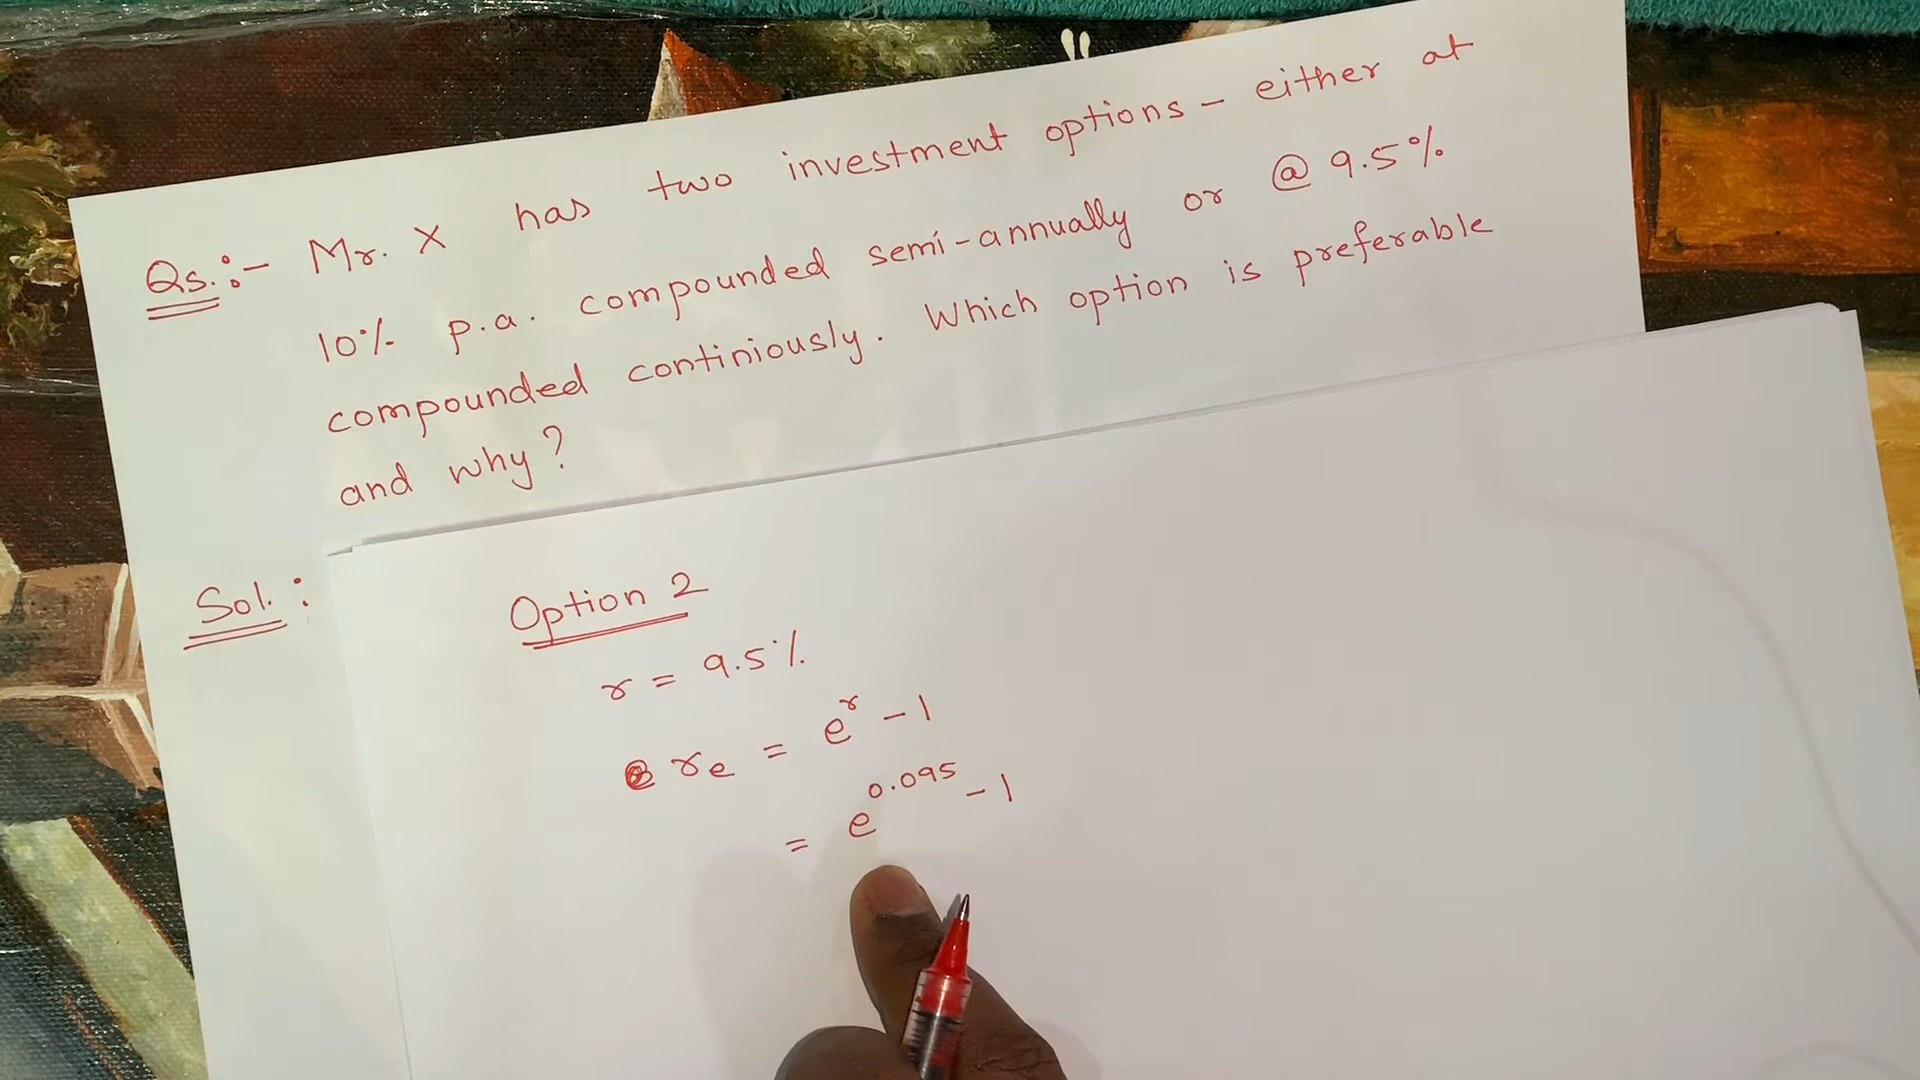 Qs.:- Mr. X has two investment options - either at
10% p.a. compounded semi-annually or @ 9.5%
compounded continiously. Which option is preferable
and why?
Sol. :
Option 2
r = 9.5%
re = e^r - 1
= e^0.095 - 1